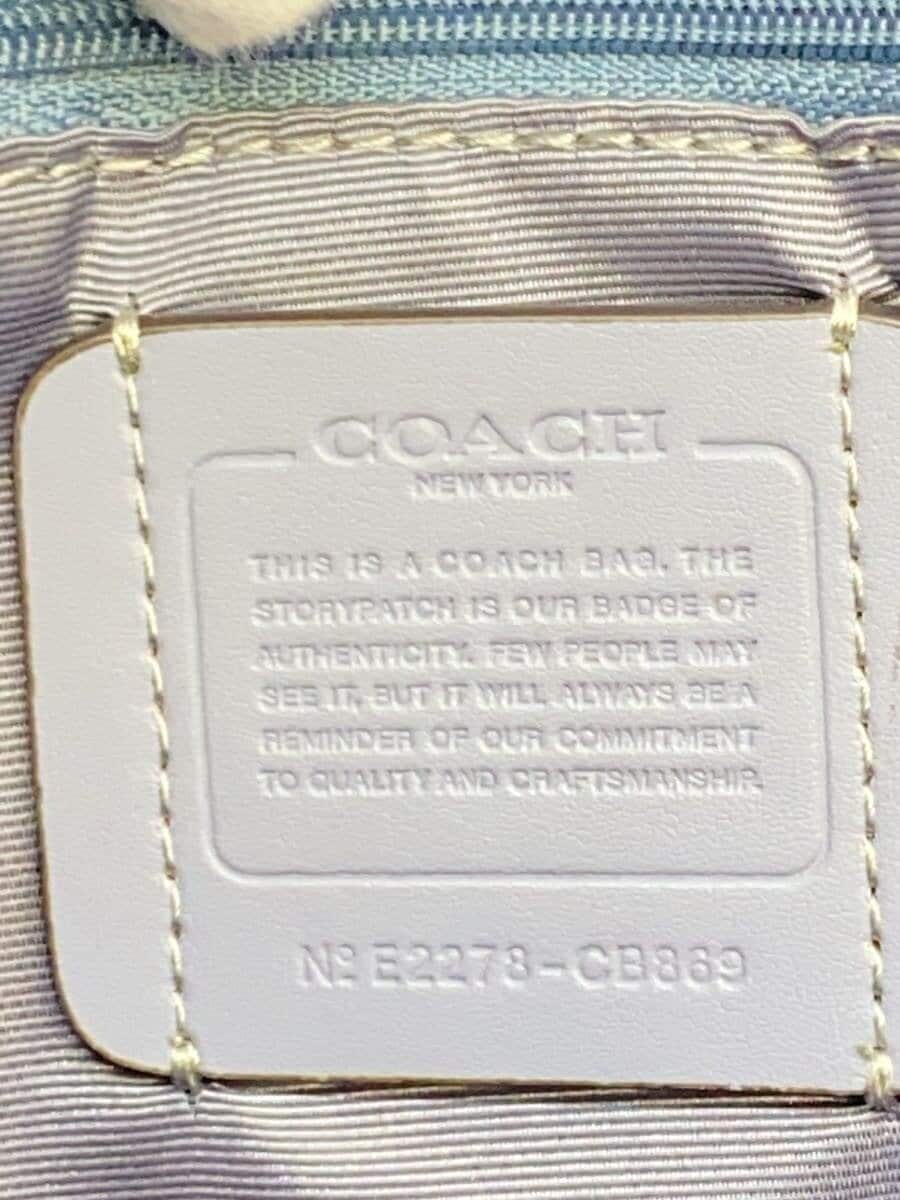 COACH
NEW YORK
THIS IS A COACH BAG. THE
STORYPATCH IS OUR BADGE OF
AUTHENTICITY. FEW PEOPLE MAY
SEE IT, BUT IT WILL ALWAYS BE A
REMINDER OF OUR COMMITMENT
TO QUALITY AND CRAFTSMANSHIP.
Nº E2278-CB869